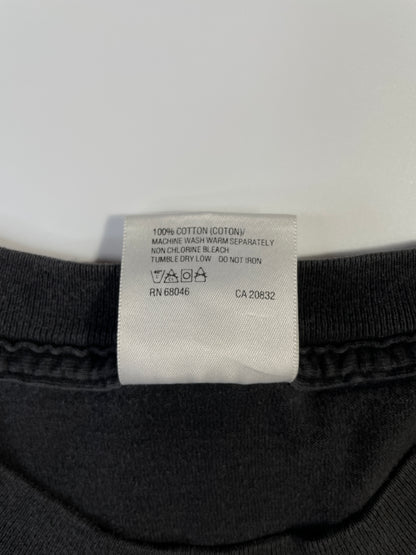 100% COTTON (COTON)/
MACHINE WASH WARM SEPARATELY
NON CHLORINE BLEACH
TUMBLE DRY LOW DO NOT IRON
RN 68046 CA 20832